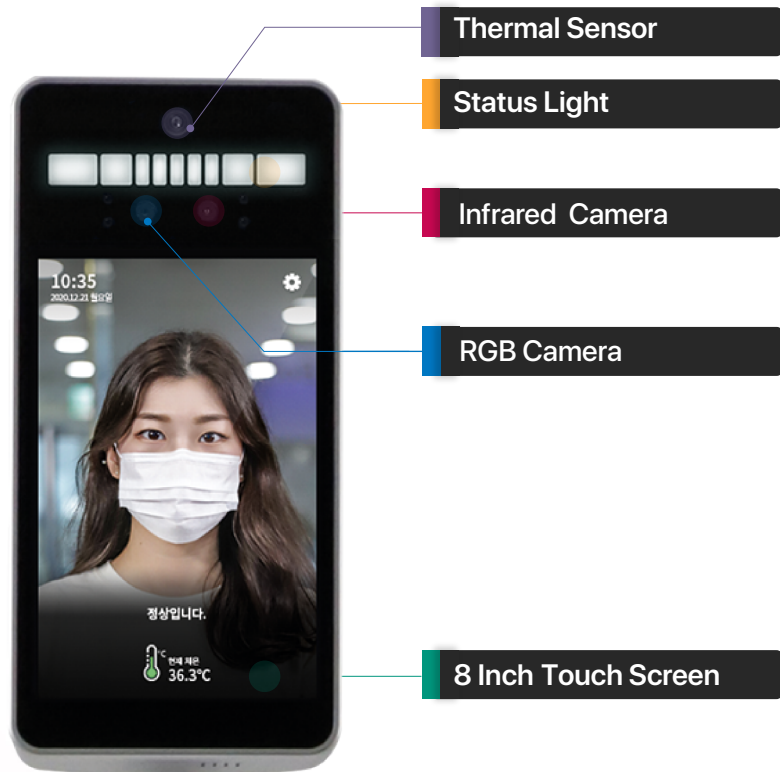 Thermal Sensor
Status Light
Infrared Camera
10:35
2020.12.21 월요일
RGB Camera
정상입니다.
°C
현재 체온
36.3°C
8 Inch Touch Screen